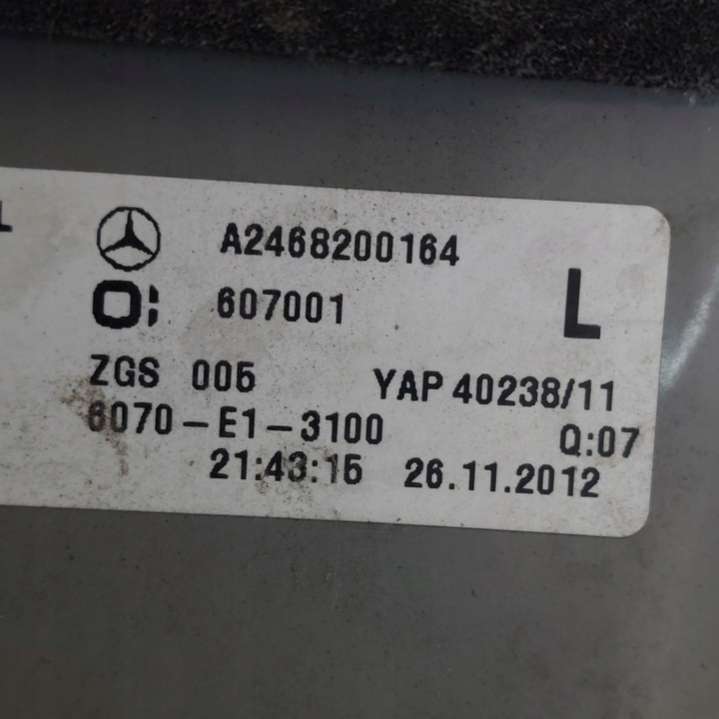 L
A2468200164
607001
L
ZGS 005
YAP 40238/11
6070-E1-3100
Q:07
21:43:15 26.11.2012